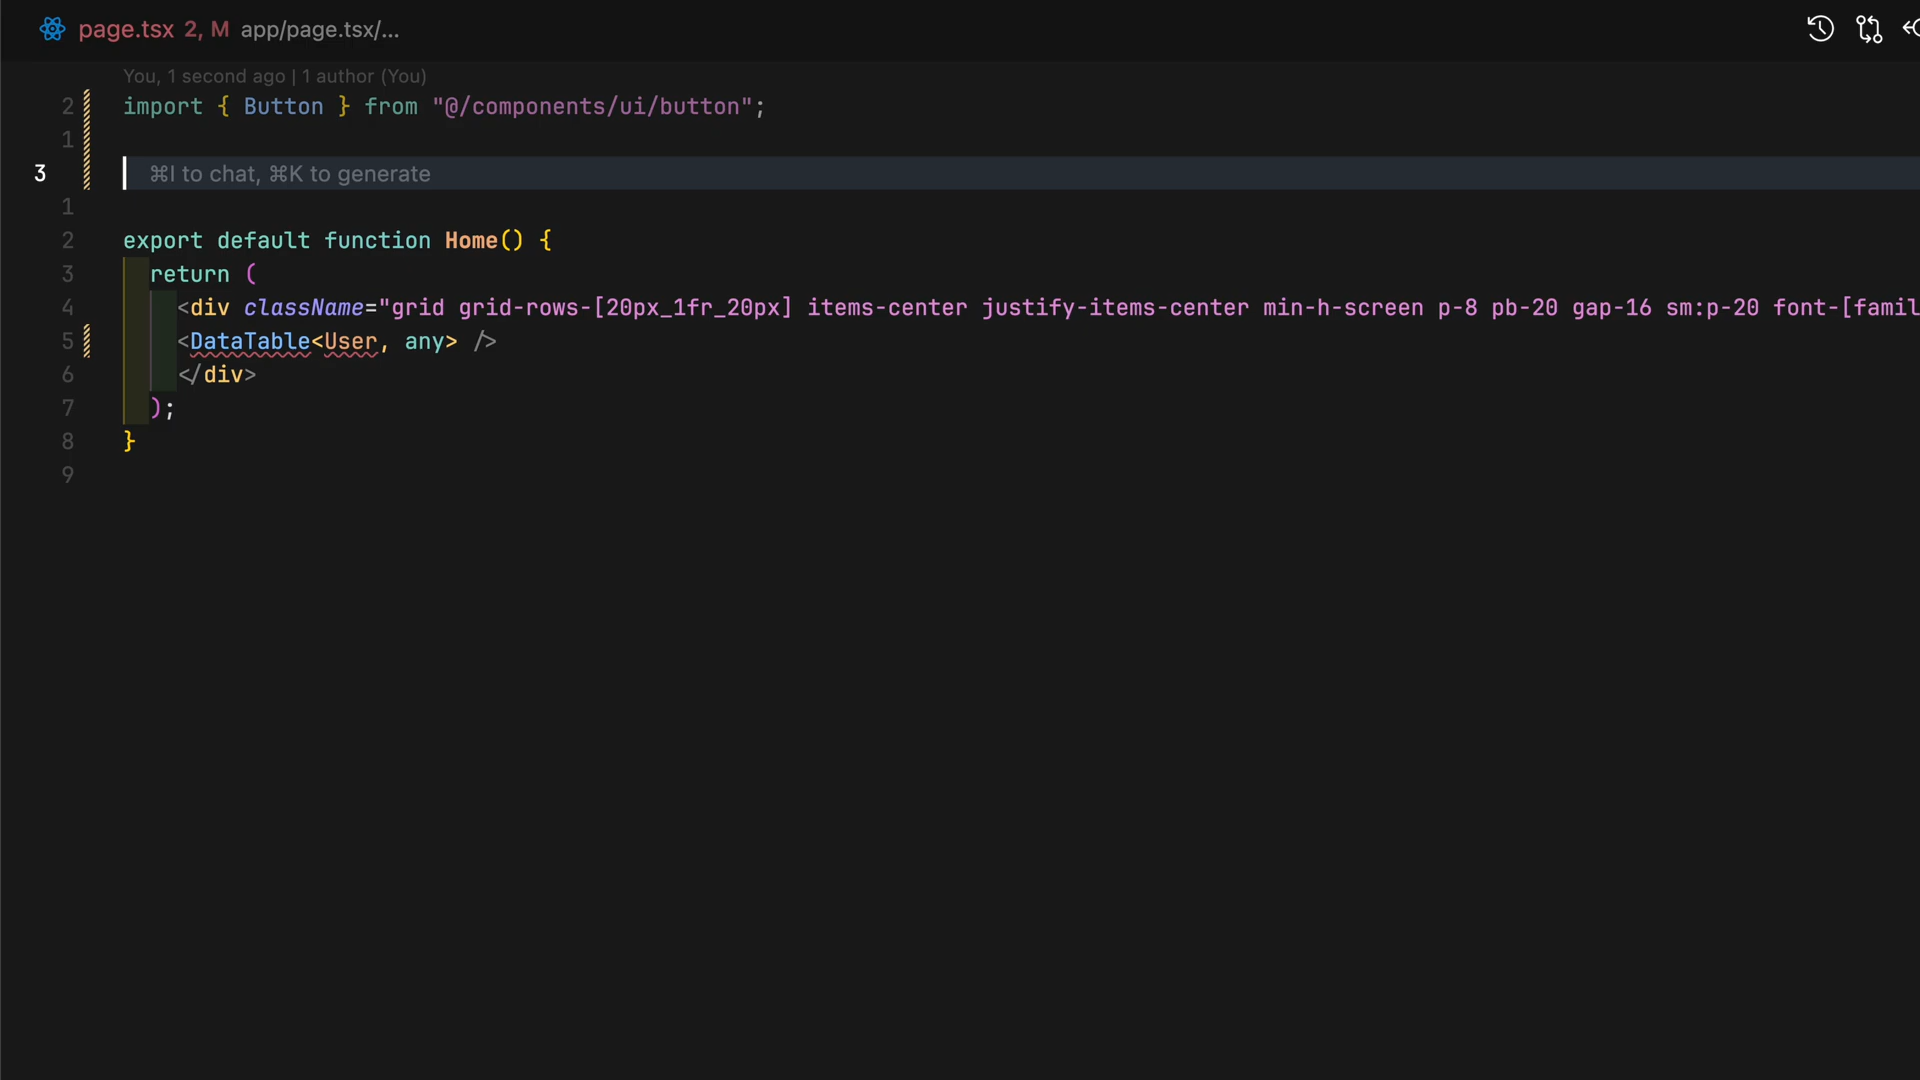 page.tsx 2, M app/page.tsx/...
You, 1 second ago | 1 author (You)
2 import { Button } from "@/components/ui/button";
1
3 ⌘I to chat, ⌘K to generate
1
2 export default function Home() {
3 return (
4 <div className="grid grid-rows-[20px_1fr_20px] items-center justify-items-center min-h-screen p-8 pb-20 gap-16 sm:p-20 font-[famil
5 <DataTable<User, any> />
6 </div>
7 );
8 }
9